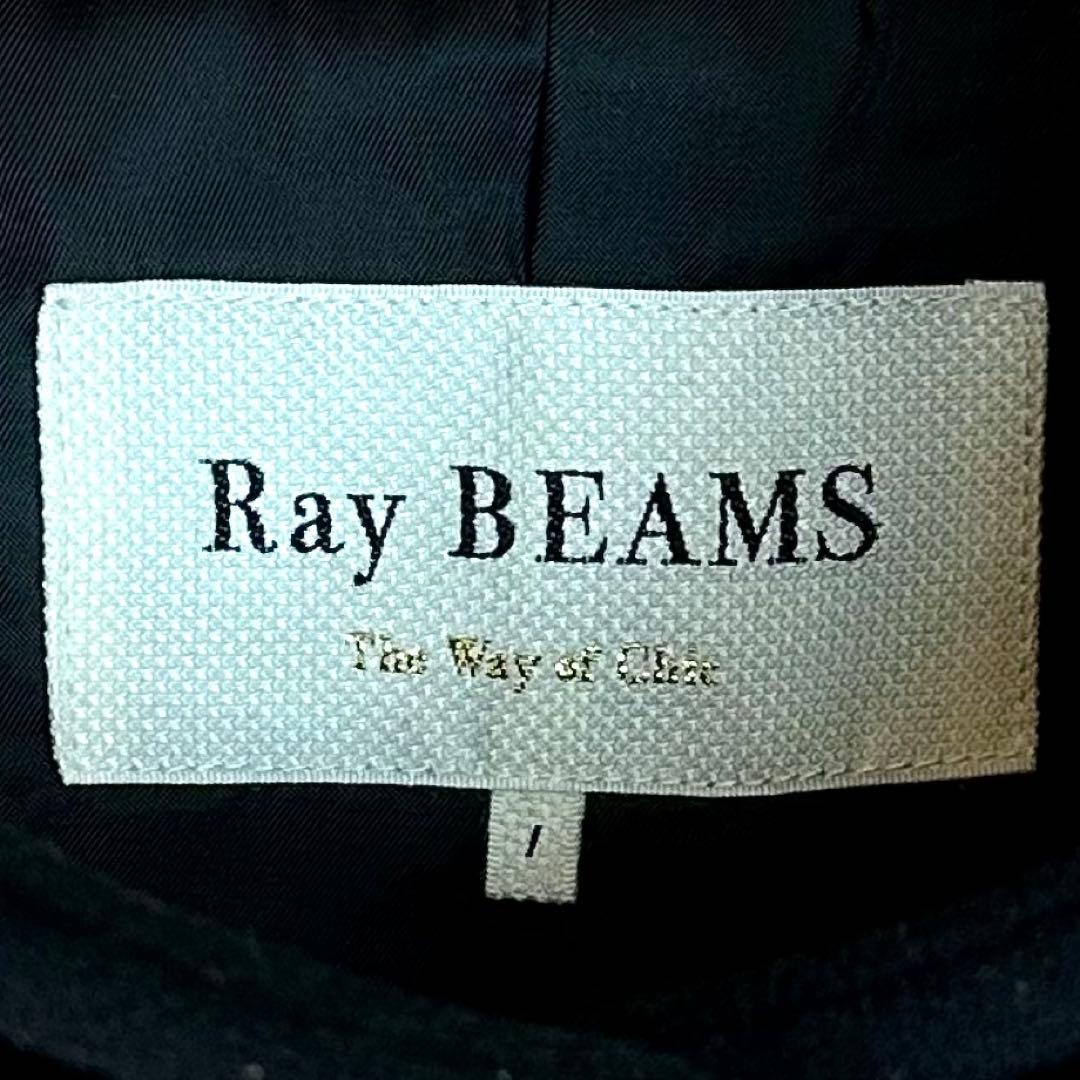 Ray BEAMS
The Way of Chic
1